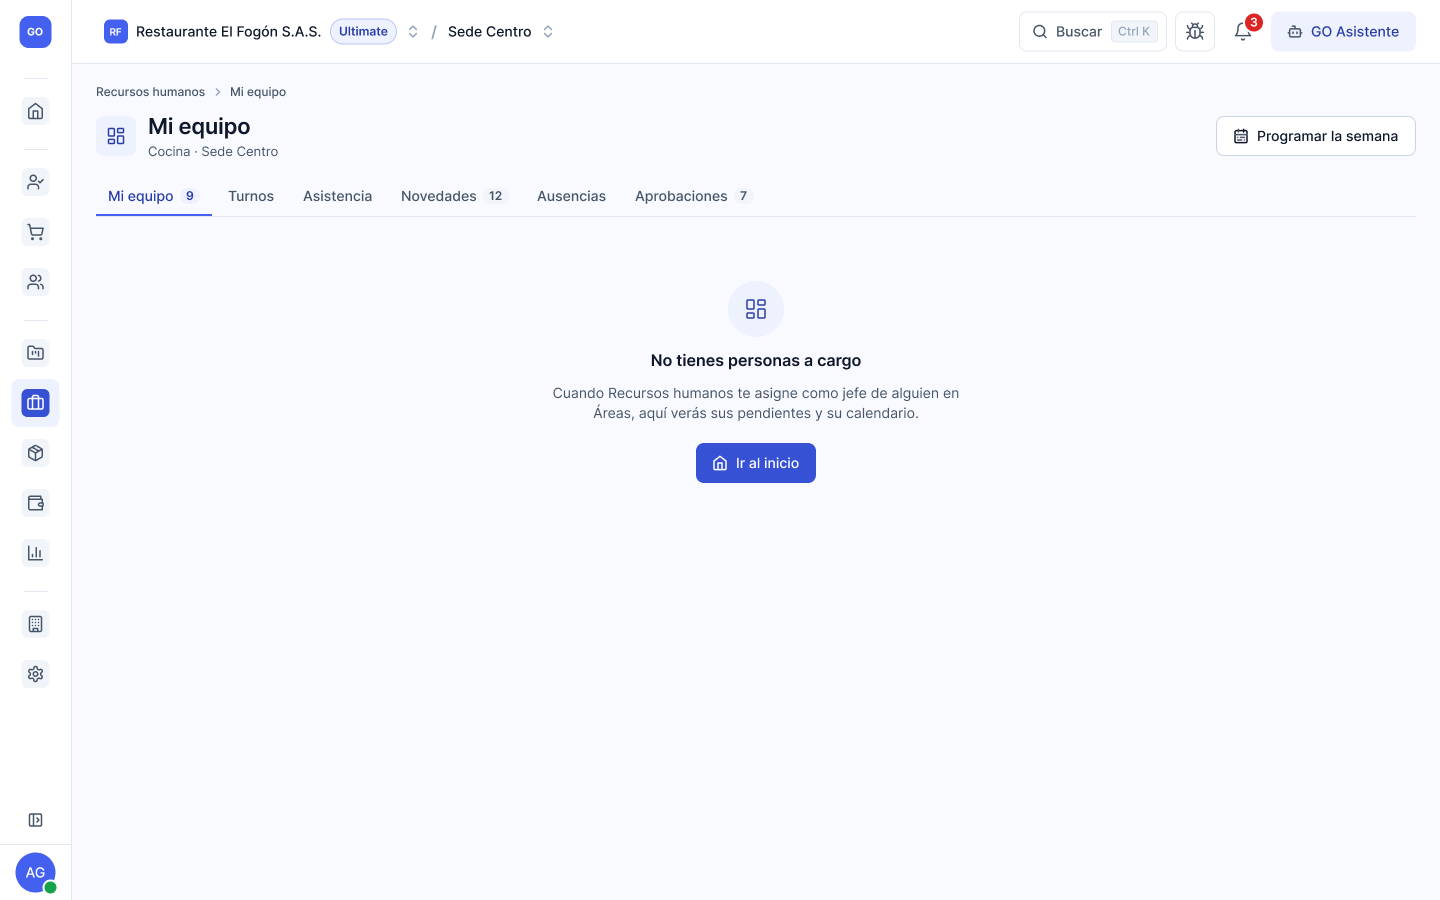 GO
RF Restaurante El Fogón S.A.S. Ultimate / Sede Centro
Buscar Ctrl K
3
GO Asistente
Recursos humanos > Mi equipo
Mi equipo
Cocina · Sede Centro
Programar la semana
Mi equipo 9 Turnos Asistencia Novedades 12 Ausencias Aprobaciones 7
No tienes personas a cargo
Cuando Recursos humanos te asigne como jefe de alguien en
Áreas, aquí verás sus pendientes y su calendario.
Ir al inicio
AG